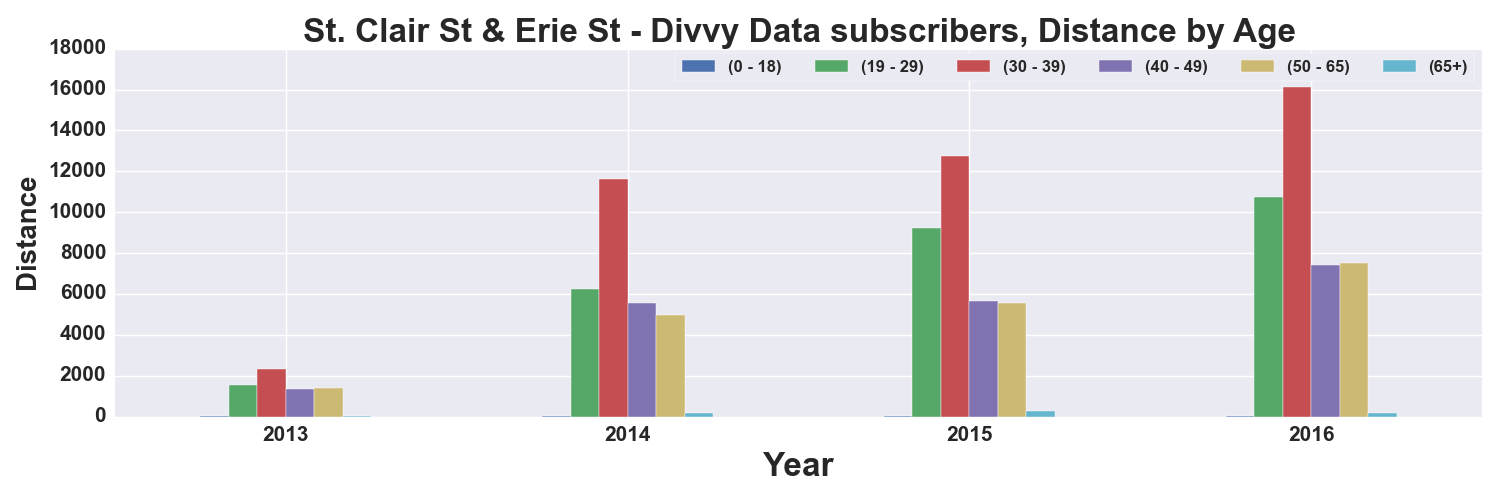 St. Clair St & Erie St - Divvy Data subscribers, Distance by Age
(0 - 18) (19 - 29) (30 - 39) (40 - 49) (50 - 65) (65+)
18000
16000
14000
12000
10000
8000
6000
4000
2000
0
Distance
2013 2014 2015 2016
Year